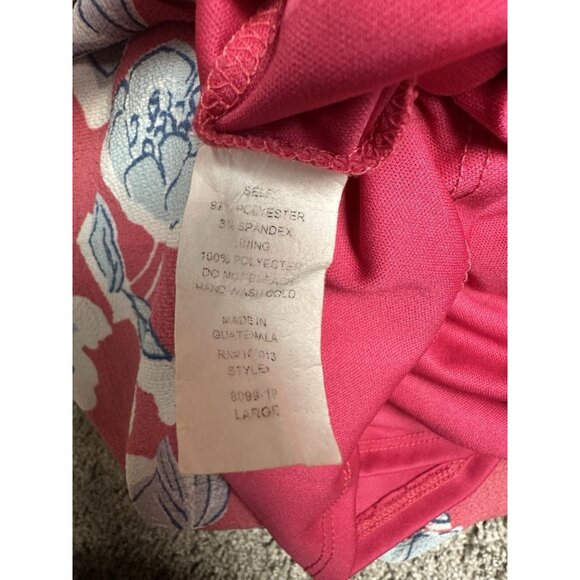 SELF
97% POLYESTER
3% SPANDEX
LINING
100% POLYESTER
DO NOT BLEACH
HAND WASH COLD
MADE IN
GUATEMALA
STYLE#
LARGE